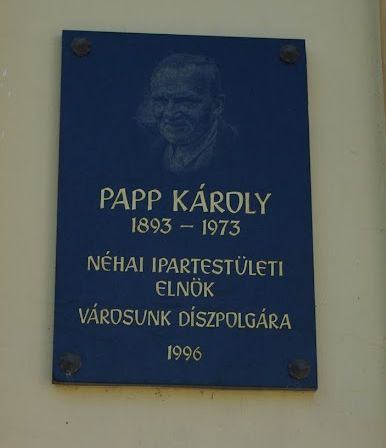 PAPP KÁROLY
1893 – 1973
NÉHAI IPARTESTÜLETI
ELNÖK
VÁROSUNK DÍSZPOLGÁRA
1996